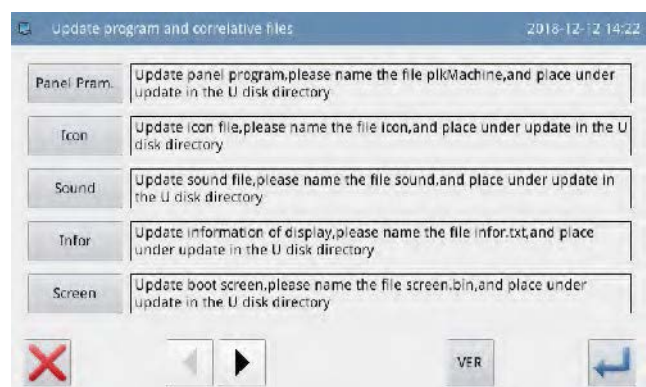 Update program and correlative files 2018-12-12 14:22
Panel Pram.
Update panel program,please name the file plkMachine,and place under
update in the U disk directory
Icon
Update icon file,please name the file icon,and place under update in the U
disk directory
Sound
Update sound file,please name the file sound,and place under update in
the U disk directory
Infor
Update information of display,please name the file infor.txt,and place
under update in the U disk directory
Screen
Update boot screen,please name the file screen.bin,and place under
update in the U disk directory
VER